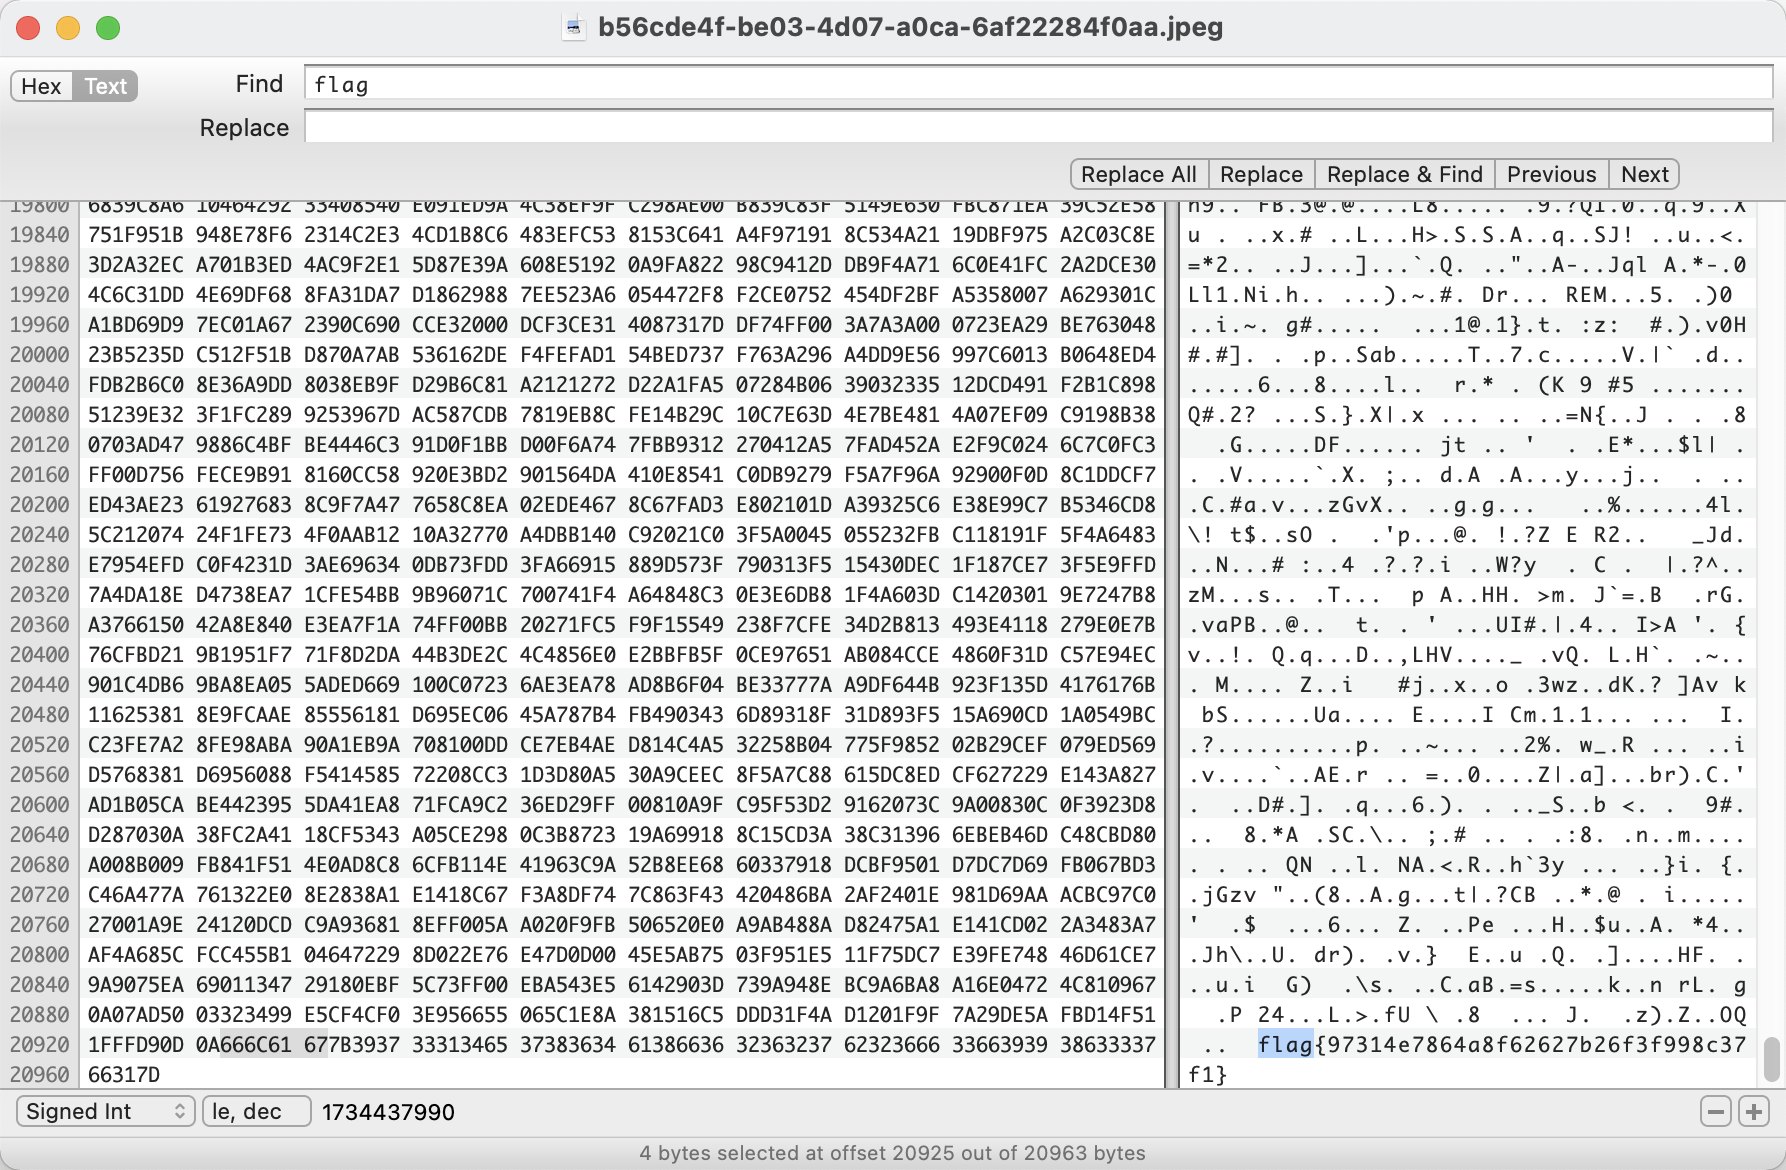 b56cde4f-be03-4d07-a0ca-6af22284f0aa.jpeg
Hex Text Find flag
Replace
Replace All Replace Replace & Find Previous Next
19800 6839C8A6 10464292 33408540 E091ED9A 4C38EF9F C298AE00 B839C83F 5149E630 FBC871EA 39C52E58 h9.. FB.3@.@....L8..... .9.?QI.0..q.9..X
19840 751F951B 948E78F6 2314C2E3 4CD1B8C6 483EFC53 8153C641 A4F97191 8C534A21 19DBF975 A2C03C8E u . ..x.# ..L...H>.S.S.A..q..SJ! ..u..<.
19880 3D2A32EC A701B3ED 4AC9F2E1 5D87E39A 608E5192 0A9FA822 98C9412D DB9F4A71 6C0E41FC 2A2DCE30 =*2.. ..J...]...`.Q. .."..A-..Jql A.*-.0
19920 4C6C31DD 4E69DF68 8FA31DA7 D1862988 7EE523A6 054472F8 F2CE0752 454DF2BF A5358007 A629301C Ll1.Ni.h.. ...).~.#. Dr... REM...5. .)0
19960 A1BD69D9 7EC01A67 2390C690 CCE32000 DCF3CE31 4087317D DF74FF00 3A7A3A00 0723EA29 BE763048 ..i.~. g#..... ...1@.1}.t. :z: #.).v0H
20000 23B5235D C512F51B D870A7AB 536162DE F4FEFAD1 54BED737 F763A296 A4DD9E56 997C6013 B0648ED4 #.#]. . .p..Sab.....T..7.c.....V.|` .d..
20040 FDB2B6C0 8E36A9DD 8038EB9F D29B6C81 A2121272 D22A1FA5 07284B06 39032335 12DCD491 F2B1C898 .....6...8....l.. r.* . (K 9 #5 .......
20080 51239E32 3F1FC289 9253967D AC587CDB 7819EB8C FE14B29C 10C7E63D 4E7BE481 4A07EF09 C9198B38 Q#.2? ...S.}.X|.x ... .. ..=N{..J . . .8
20120 0703AD47 9886C4BF BE4446C3 91D0F1BB D00F6A74 7FBB9312 270412A5 7FAD452A E2F9C024 6C7C0FC3 .G.....DF...... jt .. ' . .E*...$l| .
20160 FF00D756 FECE9B91 8160CC58 920E3BD2 901564DA 410E8541 C0DB9279 F5A7F96A 92900F0D 8C1DDCF7 . .V.....`.X. ;.. d.A .A...y...j.. . ..
20200 ED43AE23 61927683 8C9F7A47 7658C8EA 02EDE467 8C67FAD3 E802101D A39325C6 E38E99C7 B5346CD8 .C.#a.v...zGvX.. ..g.g... ..%......4l.
20240 5C212074 24F1FE73 4F0AAB12 10A32770 A4DBB140 C92021C0 3F5A0045 055232FB C118191F 5F4A6483 \! t$..sO . .'p...@. !.?Z E R2.. _Jd.
20280 E7954EFD C0F4231D 3AE69634 0DB73FDD 3FA66915 889D573F 790313F5 15430DEC 1F187CE7 3F5E9FFD ..N...# :..4 .?.?.i ..W?y . C . |.?^..
20320 7A4DA18E D4738EA7 1CFE54BB 9B96071C 700741F4 A64848C3 0E3E6DB8 1F4A603D C1420301 9E7247B8 zM...s.. .T... p A..HH. >m. J`=.B .rG.
20360 A3766150 42A8E840 E3EA7F1A 74FF00BB 20271FC5 F9F15549 238F7CFE 34D2B813 493E4118 279E0E7B .vaPB..@.. t. . ' ...UI#.|.4.. I>A '. {
20400 76CFBD21 9B1951F7 71F8D2DA 44B3DE2C 4C4856E0 E2BBFB5F 0CE97651 AB084CCE 4860F31D C57E94EC v..!. Q.q...D..,LHV...._ .vQ. L.H`. .~..
20440 901C4DB6 9BA8EA05 5ADED669 100C0723 6AE3EA78 AD8B6F04 BE33777A A9DF644B 923F135D 4176176B . M.... Z..i #j..x..o .3wz..dK.? ]Av k
20480 11625381 8E9FCAAE 85556181 D695EC06 45A787B4 FB490343 6D89318F 31D893F5 15A690CD 1A0549BC bS......Ua.... E....I Cm.1.1... ... I.
20520 C23FE7A2 8FE98ABA 90A1EB9A 708100DD CE7EB4AE D814C4A5 32258B04 775F9852 02B29CEF 079ED569 .?..........p. ..~... ..2%. w_.R ... ..i
20560 D5768381 D6956088 F5414585 72208CC3 1D3D80A5 30A9CEEC 8F5A7C88 615DC8ED CF627229 E143A827 .v....`..AE.r .. =..0....Z|.a]...br).C.'
20600 AD1B05CA BE442395 5DA41EA8 71FCA9C2 36ED29FF 00810A9F C95F53D2 9162073C 9A00830C 0F3923D8 . ..D#.]. .q...6.). . .._S..b <. . 9#.
20640 D287030A 38FC2A41 18CF5343 A05CE298 0C3B8723 19A69918 8C15CD3A 38C31396 6EBEB46D C48CBD80 .. 8.*A .SC.\.. ;.# .. . .:8. .n..m....
20680 A008B009 FB841F51 4E0AD8C8 6CFB114E 41963C9A 52B8EE68 60337918 DCBF9501 D7DC7D69 FB067BD3 . . .. QN ..l. NA.<.R..h`3y ... ..}i. {.
20720 C46A477A 761322E0 8E2838A1 E1418C67 F3A8DF74 7C863F43 420486BA 2AF2401E 981D69AA ACBC97C0 .jGzv "..(8..A.g...t|.?CB ..*.@ . i.....
20760 27001A9E 24120DCD C9A93681 8EFF005A A020F9FB 506520E0 A9AB488A D82475A1 E141CD02 2A3483A7 ' .$ ...6... Z. ..Pe ...H..$u..A. *4..
20800 AF4A685C FCC455B1 04647229 8D022E76 E47D0D00 45E5AB75 03F951E5 11F75DC7 E39FE748 46D61CE7 .Jh\..U. dr). .v.} E..u .Q. .]....HF. .
20840 9A9075EA 69011347 29180EBF 5C73FF00 EBA543E5 6142903D 739A948E BC9A6BA8 A16E0472 4C810967 ..u.i G) .\s. ..C.aB.=s.....k..n rL. g
20880 0A07AD50 03323499 E5CF4CF0 3E956655 065C1E8A 381516C5 DDD31F4A D1201F9F 7A29DE5A FBD14F51 .P 24...L.>.fU \ .8 ... J. .z).Z..OQ
20920 1FFFD90D 0A666C61 677B3937 33313465 37383634 61386636 32363237 62323666 33663939 38633337 .. flag{97314e7864a8f62627b26f3f998c37
20960 66317D f1}
Signed Int le, dec 1734437990
4 bytes selected at offset 20925 out of 20963 bytes